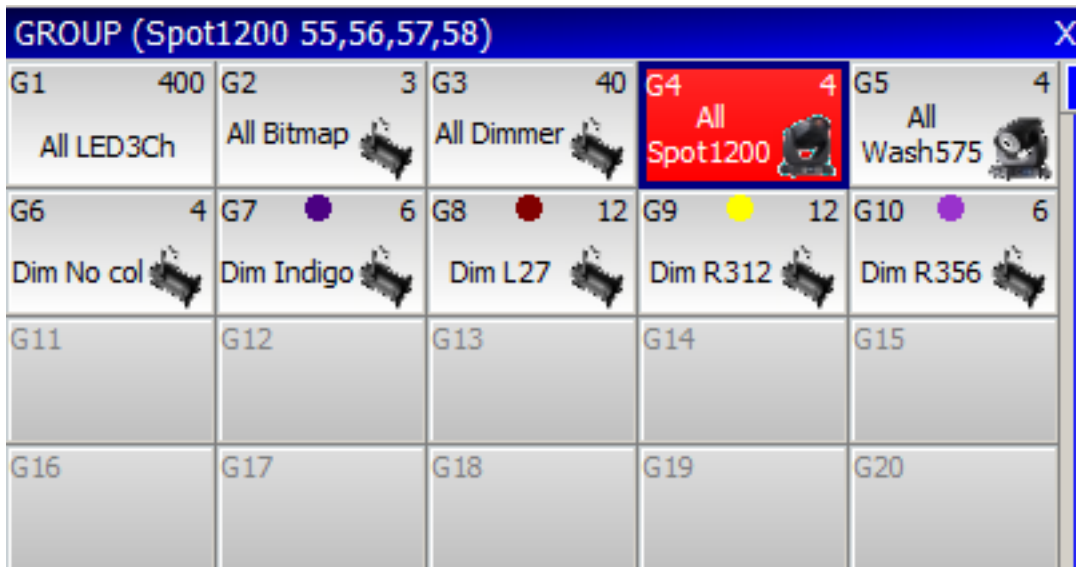 GROUP (Spot1200 55,56,57,58) X
G1 400 G2 3 G3 40 G4 4 G5 4
All LED3Ch All Bitmap All Dimmer All Spot1200 All Wash575
G6 4 G7 6 G8 12 G9 12 G10 6
Dim No col Dim Indigo Dim L27 Dim R312 Dim R356
G11 G12 G13 G14 G15
G16 G17 G18 G19 G20